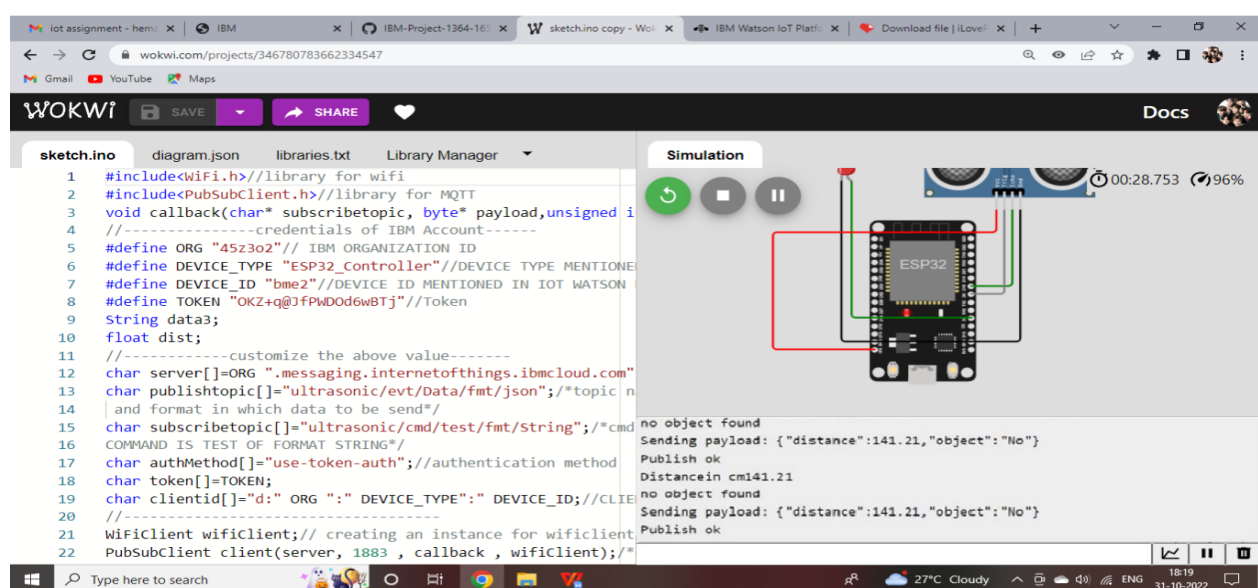 iot assignment - hema
IBM
IBM-Project-1364-165
sketch.ino copy - Wok
IBM Watson IoT Platfo
Download file | iLoveP
wokwi.com/projects/346780783662334547
Gmail YouTube Maps
WOKWI SAVE SHARE Docs
sketch.ino diagram.json libraries.txt Library Manager
1 #include<WiFi.h>//library for wifi
2 #include<PubSubClient.h>//library for MQTT
3 void callback(char* subscribetopic, byte* payload,unsigned i
4 //---------------credentials of IBM Account------
5 #define ORG "45z3o2"// IBM ORGANIZATION ID
6 #define DEVICE_TYPE "ESP32_Controller"//DEVICE TYPE MENTIONE
7 #define DEVICE_ID "bme2"//DEVICE ID MENTIONED IN IOT WATSON
8 #define TOKEN "OKZ+q@JfPWDOd6wBTj"//Token
9 String data3;
10 float dist;
11 //------------customize the above value-------
12 char server[]=ORG ".messaging.internetofthings.ibmcloud.com"
13 char publishtopic[]="ultrasonic/evt/Data/fmt/json";/*topic n
14 and format in which data to be send*/
15 char subscribetopic[]="ultrasonic/cmd/test/fmt/String";/*cmd
16 COMMAND IS TEST OF FORMAT STRING*/
17 char authMethod[]="use-token-auth";//authentication method
18 char token[]=TOKEN;
19 char clientid[]="d:" ORG ":" DEVICE_TYPE":" DEVICE_ID;//CLIE
20 //------------------------------------
21 WiFiClient wifiClient;// creating an instance for wificlient
22 PubSubClient client(server, 1883 , callback , wifiClient);/*
Simulation
00:28.753 96%
ESP32
no object found
Sending payload: {"distance":141.21,"object":"No"}
Publish ok
Distancein cm141.21
no object found
Sending payload: {"distance":141.21,"object":"No"}
Publish ok
Type here to search
27°C Cloudy
ENG
18:19
31-10-2022